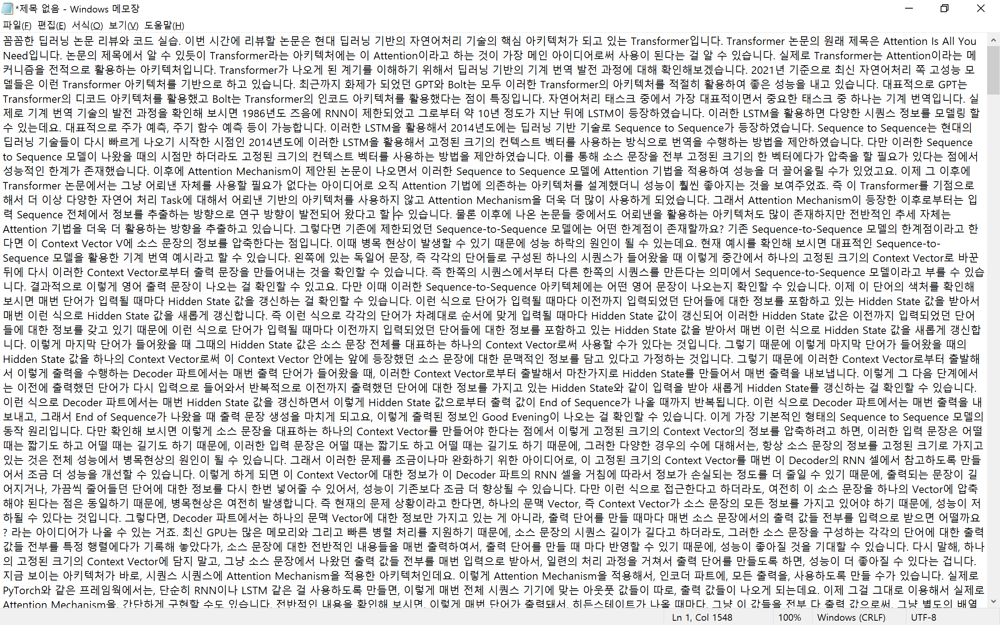 *제목 없음 - Windows 메모장
파일(F) 편집(E) 서식(O) 보기(V) 도움말(H)
꼼꼼한 딥러닝 논문 리뷰와 코드 실습. 이번 시간에 리뷰할 논문은 현대 딥러닝 기반의 자연어처리 기술의 핵심 아키텍처가 되고 있는 Transformer입니다. Transformer 논문의 원래 제목은 Attention Is All You
Need입니다. 논문의 제목에서 알 수 있듯이 Transformer라는 아키텍처에는 이 Attention이라고 하는 것이 가장 메인 아이디어로써 사용이 된다는 걸 알 수 있습니다. 실제로 Transformer는 Attention이라는 메
커니즘을 전적으로 활용하는 아키텍처입니다. Transformer가 나오게 된 계기를 이해하기 위해서 딥러닝 기반의 기계 번역 발전 과정에 대해 확인해보겠습니다. 2021년 기준으로 최신 자연어처리 쪽 고성능 모
델들은 이런 Transformer 아키텍처를 기반으로 하고 있습니다. 최근까지 화제가 되었던 GPT와 Bolt는 모두 이러한 Transformer의 아키텍처를 적절히 활용하여 좋은 성능을 내고 있습니다. 대표적으로 GPT는
Transformer의 디코드 아키텍처를 활용했고 Bolt는 Transformer의 인코드 아키텍처를 활용했다는 점이 특징입니다. 자연어처리 태스크 중에서 가장 대표적이면서 중요한 태스크 중 하나는 기계 번역입니다. 실
제로 기계 번역 기술의 발전 과정을 확인해 보시면 1986년도 즈음에 RNN이 제한되었고 그로부터 약 10년 정도가 지난 뒤에 LSTM이 등장하였습니다. 이러한 LSTM을 활용하면 다양한 시퀀스 정보를 모델링 할
수 있는데요. 대표적으로 주가 예측, 주기 함수 예측 등이 가능합니다. 이러한 LSTM을 활용해서 2014년도에는 딥러닝 기반 기술로 Sequence to Sequence가 등장하였습니다. Sequence to Sequence는 현대의
딥러닝 기술들이 다시 빠르게 나오기 시작한 시점인 2014년도에 이러한 LSTM을 활용해서 고정된 크기의 컨텍스트 벡터를 사용하는 방식으로 번역을 수행하는 방법을 제안하였습니다. 다만 이러한 Sequence
to Sequence 모델이 나왔을 때의 시점만 하더라도 고정된 크기의 컨텍스트 벡터를 사용하는 방법을 제안하였습니다. 이를 통해 소스 문장을 전부 고정된 크기의 한 벡터에다가 압축을 할 필요가 있다는 점에서
성능적인 한계가 존재했습니다. 이후에 Attention Mechanism이 제안된 논문이 나오면서 이러한 Sequence to Sequence 모델에 Attention 기법을 적용하여 성능을 더 끌어올릴 수가 있었고요. 이제 그 이후에
Transformer 논문에서는 그냥 어뢰낸 자체를 사용할 필요가 없다는 아이디어로 오직 Attention 기법에 의존하는 아키텍처를 설계했더니 성능이 훨씬 좋아지는 것을 보여주었죠. 즉 이 Transformer를 기점으로
해서 더 이상 다양한 자연어 처리 Task에 대해서 어뢰낸 기반의 아키텍처를 사용하지 않고 Attention Mechanism을 더욱 더 많이 사용하게 되었습니다. 그래서 Attention Mechanism이 등장한 이후로부터는 입
력 Sequence 전체에서 정보를 추출하는 방향으로 연구 방향이 발전되어 왔다고 할 수 있습니다. 물론 이후에 나온 논문들 중에서도 어뢰낸을 활용하는 아키텍처도 많이 존재하지만 전반적인 추세 자체는
Attention 기법을 더욱 더 활용하는 방향을 추출하고 있습니다. 그렇다면 기존에 제한되었던 Sequence-to-Sequence 모델에는 어떤 한계점이 존재할까요? 기존 Sequence-to-Sequence 모델의 한계점이라고 한
다면 이 Context Vector V에 소스 문장의 정보를 압축한다는 점입니다. 이때 병목 현상이 발생할 수 있기 때문에 성능 하락의 원인이 될 수 있는데요. 현재 예시를 확인해 보시면 대표적인 Sequence-to-
Sequence 모델을 활용한 기계 번역 예시라고 할 수 있습니다. 왼쪽에 있는 독일어 문장, 즉 각각의 단어들로 구성된 하나의 시퀀스가 들어왔을 때 이렇게 중간에서 하나의 고정된 크기의 Context Vector로 바꾼
뒤에 다시 이러한 Context Vector로부터 출력 문장을 만들어내는 것을 확인할 수 있습니다. 즉 한쪽의 시퀀스에서부터 다른 한쪽의 시퀀스를 만든다는 의미에서 Sequence-to-Sequence 모델이라고 부를 수 있습
니다. 결과적으로 이렇게 영어 출력 문장이 나오는 걸 확인할 수 있고요. 다만 이때 이러한 Sequence-to-Sequence 아키텍체에는 어떤 영어 문장이 나오는지 확인할 수 있습니다. 이제 이 단어의 색처를 확인해
보시면 매번 단어가 입력될 때마다 Hidden State 값을 갱신하는 걸 확인할 수 있습니다. 이런 식으로 단어가 입력될 때마다 이전까지 입력되었던 단어들에 대한 정보를 포함하고 있는 Hidden State 값을 받아서
매번 이런 식으로 Hidden State 값을 새롭게 갱신합니다. 즉 이런 식으로 각각의 단어가 차례대로 순서에 맞게 입력될 때마다 Hidden State 값이 갱신되어 이러한 Hidden State 값은 이전까지 입력되었던 단어
들에 대한 정보를 갖고 있기 때문에 이런 식으로 단어가 입력될 때마다 이전까지 입력되었던 단어들에 대한 정보를 포함하고 있는 Hidden State 값을 받아서 매번 이런 식으로 Hidden State 값을 새롭게 갱신합
니다. 이렇게 마지막 단어가 들어왔을 때 그때의 Hidden State 값은 소스 문장 전체를 대표하는 하나의 Context Vector로써 사용할 수가 있다는 것입니다. 그렇기 때문에 이렇게 마지막 단어가 들어왔을 때의
Hidden State 값을 하나의 Context Vector로써 이 Context Vector 안에는 앞에 등장했던 소스 문장에 대한 문맥적인 정보를 담고 있다고 가정하는 것입니다. 그렇기 때문에 이러한 Context Vector로부터 출발해
서 이렇게 출력을 수행하는 Decoder 파트에서는 매번 출력 단어가 들어왔을 때, 이러한 Context Vector로부터 출발해서 마찬가지로 Hidden State를 만들어서 매번 출력을 내보냅니다. 이렇게 그 다음 단계에서
는 이전에 출력했던 단어가 다시 입력으로 들어와서 반복적으로 이전까지 출력했던 단어에 대한 정보를 가지고 있는 Hidden State와 같이 입력을 받아 새롭게 Hidden State를 갱신하는 걸 확인할 수 있습니다.
이런 식으로 Decoder 파트에서는 매번 Hidden State 값을 갱신하면서 이렇게 Hidden State 값으로부터 출력 값이 End of Sequence가 나올 때까지 반복됩니다. 이런 식으로 Decoder 파트에서는 매번 출력을 내
보내고, 그래서 End of Sequence가 나왔을 때 출력 문장 생성을 마치게 되고요, 이렇게 출력된 정보인 Good Evening이 나오는 걸 확인할 수 있습니다. 이게 가장 기본적인 형태의 Sequence to Sequence 모델의
동작 원리입니다. 다만 확인해 보시면 이렇게 소스 문장을 대표하는 하나의 Context Vector를 만들어야 한다는 점에서 이렇게 고정된 크기의 Context Vector의 정보를 압축하려고 하면, 이러한 입력 문장은 어떨
때는 짧기도 하고 어떨 때는 길기도 하기 때문에, 이러한 입력 문장은 어떨 때는 짧기도 하고 어떨 때는 길기도 하기 때문에, 그러한 다양한 경우의 수에 대해서는, 항상 소스 문장의 정보를 고정된 크기로 가지고
있는 것은 전체 성능에서 병목현상의 원인이 될 수 있습니다. 그래서 이러한 문제를 조금이나마 완화하기 위한 아이디어로, 이 고정된 크기의 Context Vector를 매번 이 Decoder의 RNN 셀에서 참고하도록 만들
어서 조금 더 성능을 개선할 수 있습니다. 이렇게 하게 되면 이 Context Vector에 대한 정보가 이 Decoder 파트의 RNN 셀을 거침에 따라서 정보가 손실되는 정도를 더 줄일 수 있기 때문에, 출력되는 문장이 길
어지거나, 가끔씩 줄어들던 단어에 대한 정보를 다시 한번 넣어줄 수 있어서, 성능이 기존보다 조금 더 향상될 수 있습니다. 다만 이런 식으로 접근한다고 하더라도, 여전히 이 소스 문장을 하나의 Vector에 압축
해야 된다는 점은 동일하기 때문에, 병목현상은 여전히 발생합니다. 즉 현재의 문제 상황이라고 한다면, 하나의 문맥 Vector, 즉 Context Vector가 소스 문장의 모든 정보를 가지고 있어야 하기 때문에, 성능이 저
하될 수 있다는 것입니다. 그렇다면, Decoder 파트에서는 하나의 문맥 Vector에 대한 정보만 가지고 있는 게 아니라, 출력 단어를 만들 때마다 매번 소스 문장에서의 출력 값들 전부를 입력으로 받으면 어떨까요
? 라는 아이디어가 나올 수 있는 거죠. 최신 GPU는 많은 메모리와 그리고 빠른 병렬 처리를 지원하기 때문에, 소스 문장의 시퀀스 길이가 길다고 하더라도, 그러한 소스 문장을 구성하는 각각의 단어에 대한 출력
값들 전부를 특정 행렬에다가 기록해 놓았다가, 소스 문장에 대한 전반적인 내용들을 매번 출력하여서, 출력 단어를 만들 때 마다 반영할 수 있기 때문에, 성능이 좋아질 것을 기대할 수 있습니다. 다시 말해, 하나
의 고정된 크기의 Context Vector에 담지 말고, 그냥 소스 문장에서 나왔던 출력 값들 전부를 매번 입력으로 받아서, 일련의 처리 과정을 거쳐서 출력 단어를 만들도록 하면, 성능이 더 좋아질 수 있다는 겁니다.
지금 보이는 아키텍처가 바로, 시퀀스 시퀀스에 Attention Mechanism을 적용한 아키텍처인데요. 이렇게 Attention Mechanism을 적용해서, 인코더 파트에, 모든 출력을, 사용하도록 만들 수가 있습니다. 실제로
PyTorch와 같은 프레임웍에서는, 단순히 RNN이나 LSTM 같은 걸 사용하도록 만들면, 이렇게 매번 전체 시퀀스 기기에 맞는 아웃풋 값들이 따로, 출력 값들이 나오게 되는데요. 이제 그걸 그대로 이용해서 실제로
Attention Mechanism을, 간단하게 구현할 수도 있습니다. 전반적인 내용을 확인해 보시면, 이렇게 매번 단어가 출력돼서, 히든스테이트가 나올 때마다, 그냥 이 값들을 전부 다 출력 값으로써, 그냥 별도의 배열
Ln 1, Col 1548 100% Windows (CRLF) UTF-8